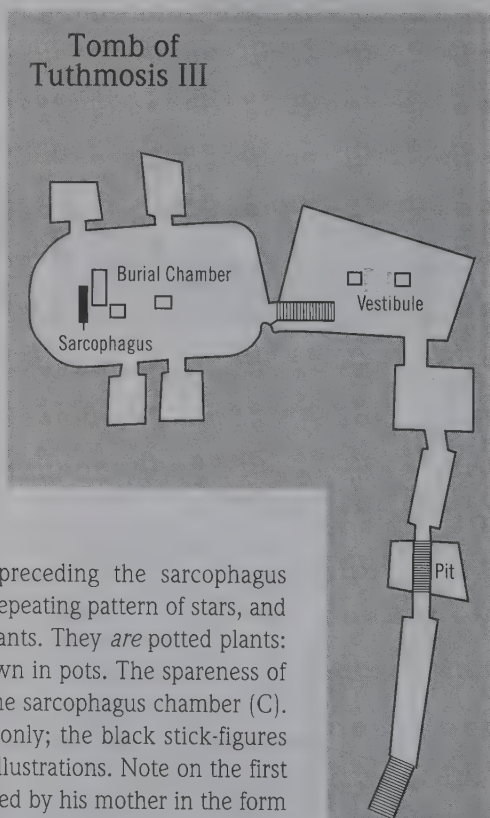 Tomb of
Tuthmosis III
Burial Chamber
Vestibule
Sarcophagus
Pit
preceding the sarcophagus
epeating pattern of stars, and
ants. They are potted plants:
wn in pots. The spareness of
ne sarcophagus chamber (C).
only; the black stick-figures
llustrations. Note on the first
ed by his mother in the form